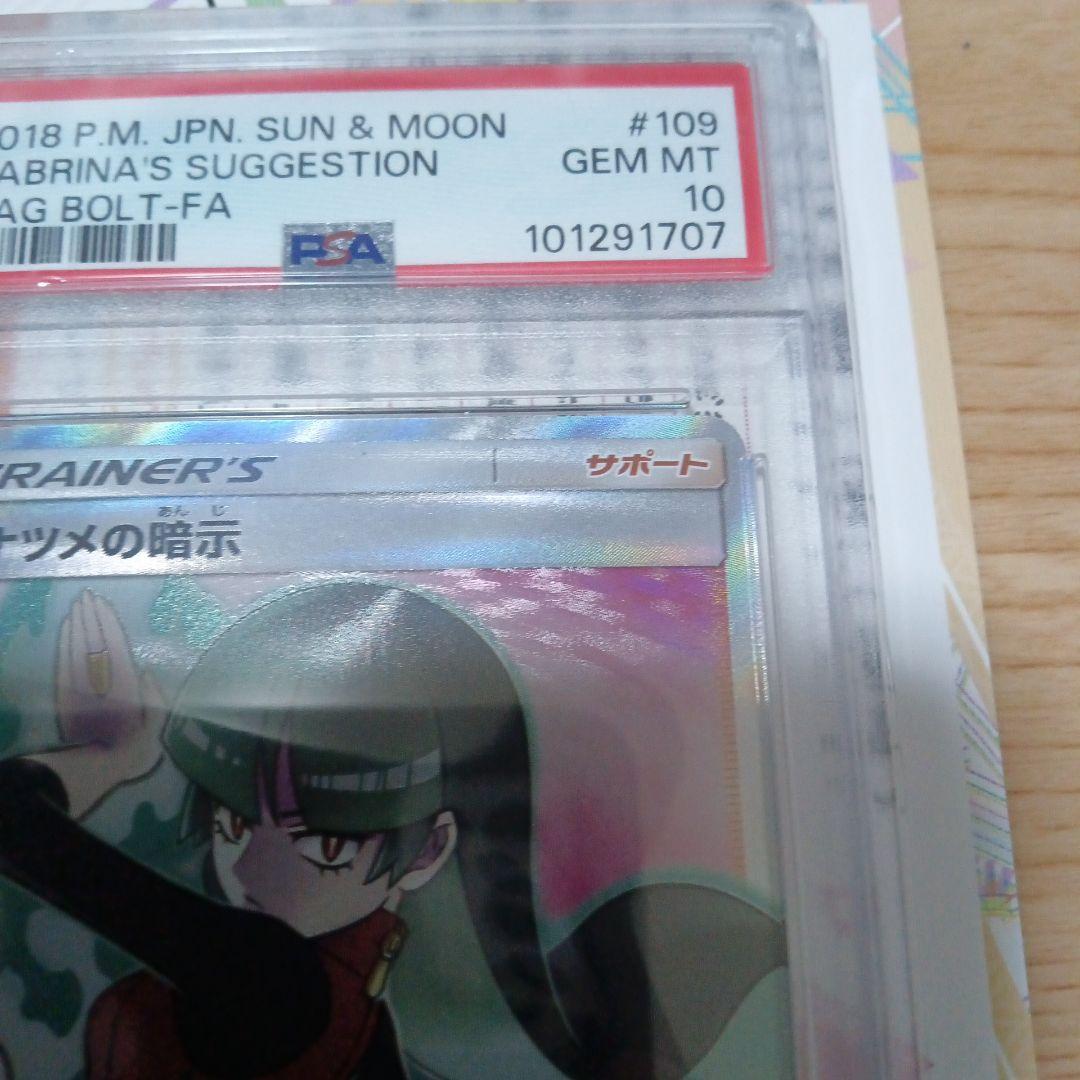 018 P.M. JPN. SUN & MOON #109
ABRINA'S SUGGESTION GEM MT
AG BOLT-FA 10
PSA 101291707
RAINER'S サポート
あん じ
ナツメの暗示